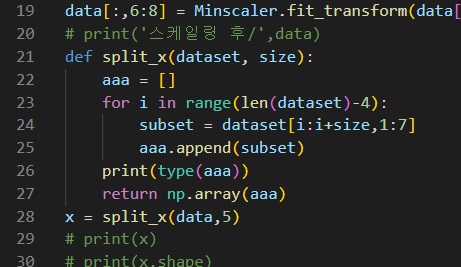 19 data[:,6:8] = Minscaler.fit_transform(data[
20 # print('스케일링 후/',data)
21 def split_x(dataset, size):
22 aaa = []
23 for i in range(len(dataset)-4):
24 subset = dataset[i:i+size,1:7]
25 aaa.append(subset)
26 print(type(aaa))
27 return np.array(aaa)
28 x = split_x(data,5)
29 # print(x)
30 # print(x.shape)